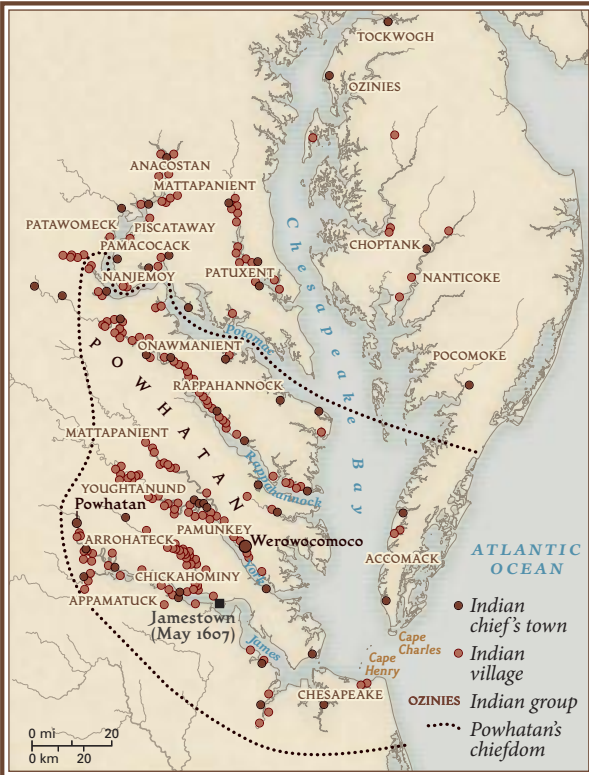 TOCKWOGH
OZINIES
ANACOSTAN
MATTAPANIENT
PATAWOMECK
PISCATAWAY
PAMACOCACK
NANJEMOY
PATUXENT
CHOPTANK
NANTICOKE
Chesapeake Bay
Potomac
ONAWMANIENT
POCOMOKE
POWHATAN
RAPPAHANNOCK
MATTAPANIENT
Rappahannock
YOUGHTANUND
Powhatan
PAMUNKEY
ARROHATECK
Werowocomoco
ACCOMACK
CHICKAHOMINY
York
APPAMATUCK
Jamestown
(May 1607)
James
Cape
Charles
Cape
Henry
CHESAPEAKE
ATLANTIC
OCEAN
Indian
chief's town
Indian
village
OZINIES Indian group
Powhatan's
chiefdom
0 mi 20
0 km 20